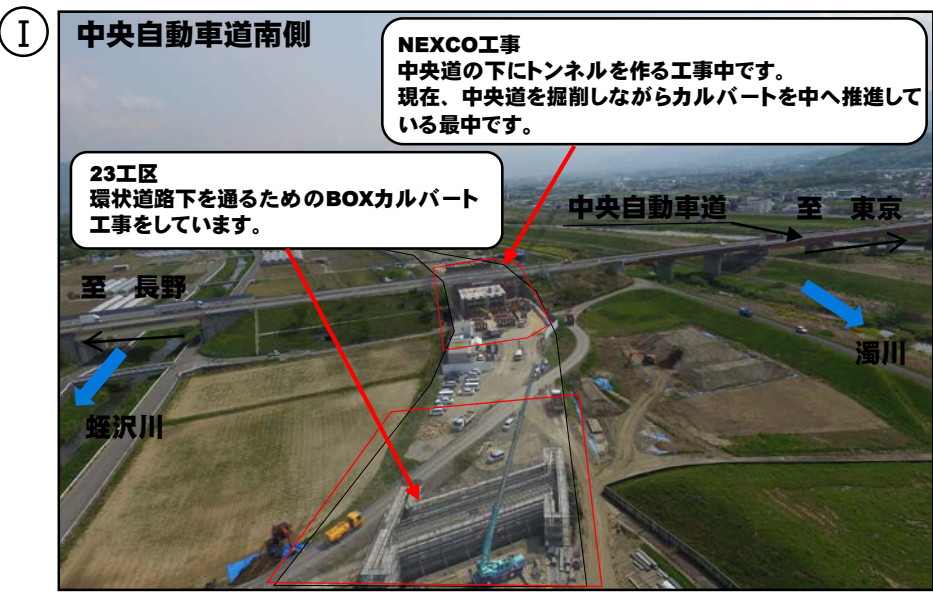 Ⅰ
中央自動車道南側
NEXCO工事
中央道の下にトンネルを作る工事中です。
現在、中央道を掘削しながらカルバートを中へ推進して
いる最中です。
23工区
環状道路下を通るためのBOXカルバート
工事をしています。
中央自動車道
至 東京
至 長野
濁川
蛭沢川